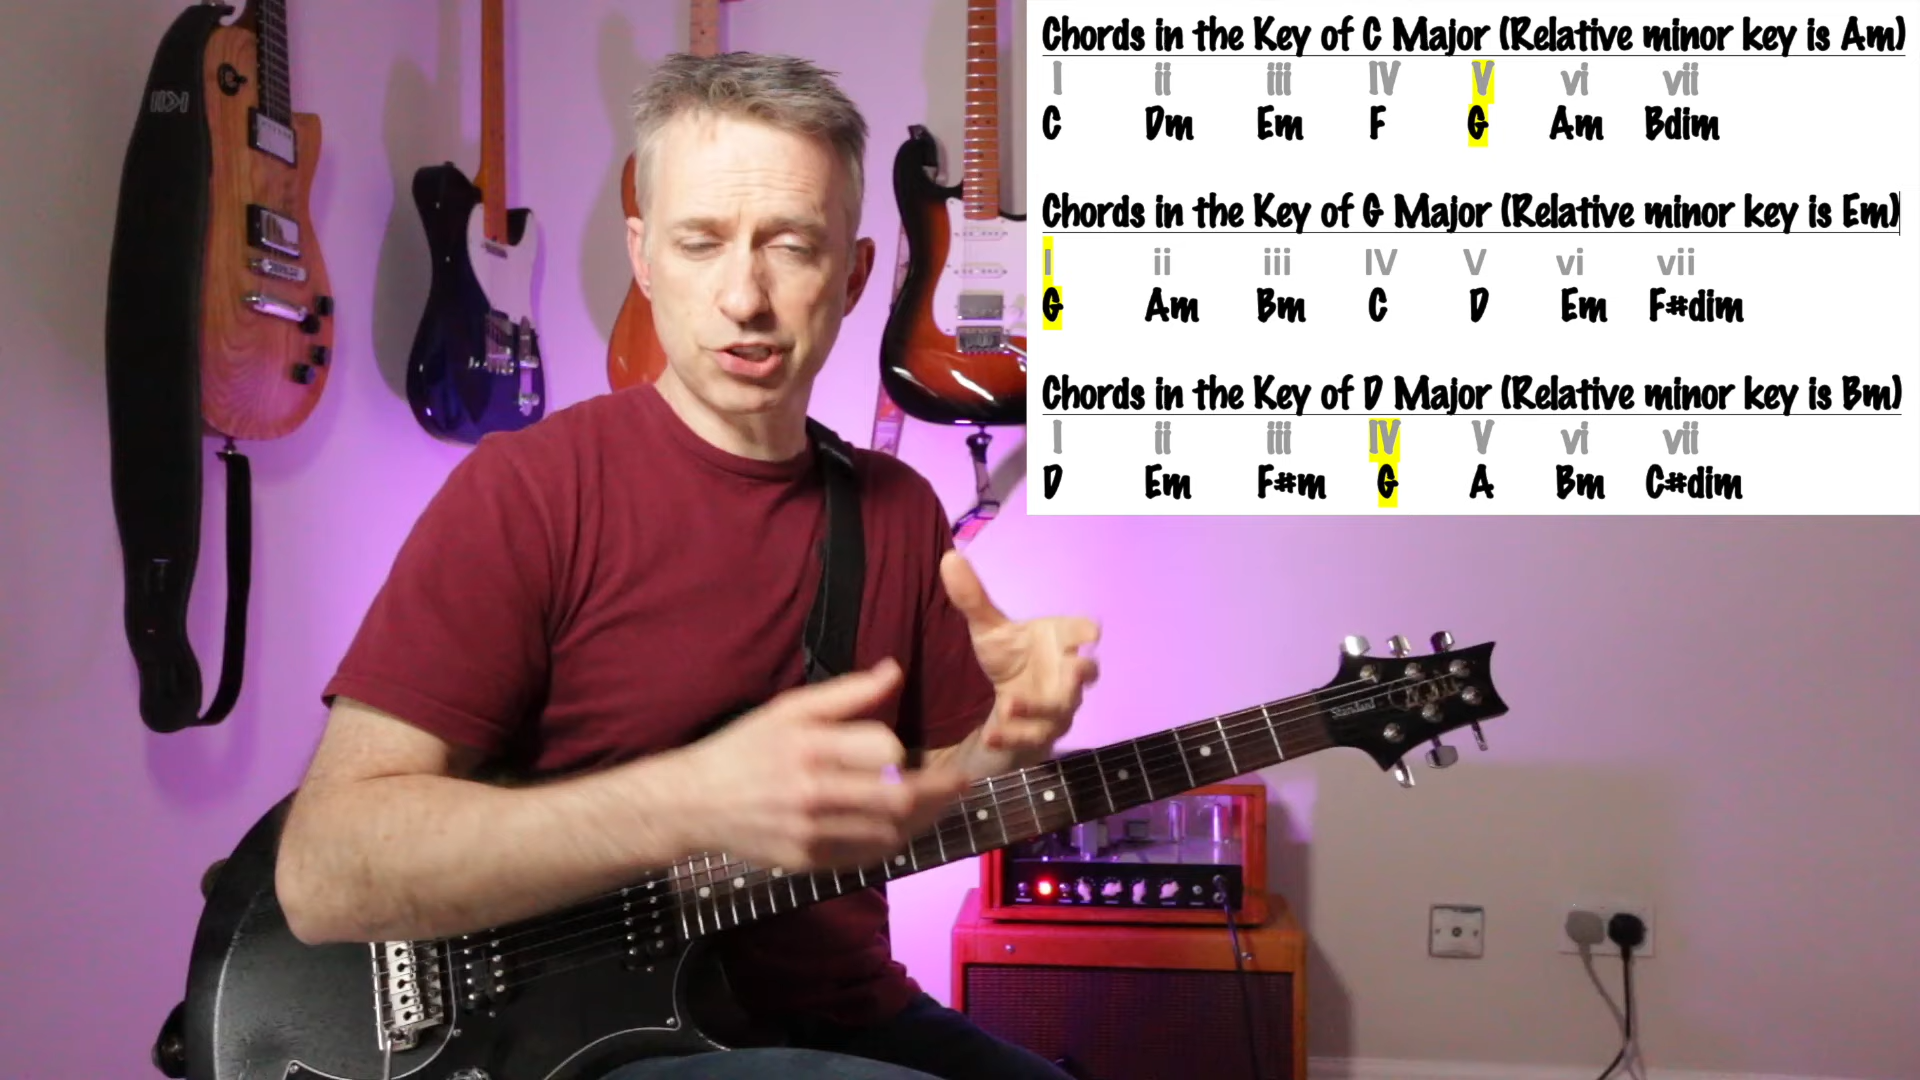 Chords in the Key of C Major (Relative minor key is Am)
I ii iii IV V vi vii
C Dm Em F G Am Bdim
Chords in the Key of G Major (Relative minor key is Em)
I ii iii IV V vi vii
G Am Bm C D Em F#dim
Chords in the Key of D Major (Relative minor key is Bm)
I ii iii IV V vi vii
D Em F#m G A Bm C#dim
Standard